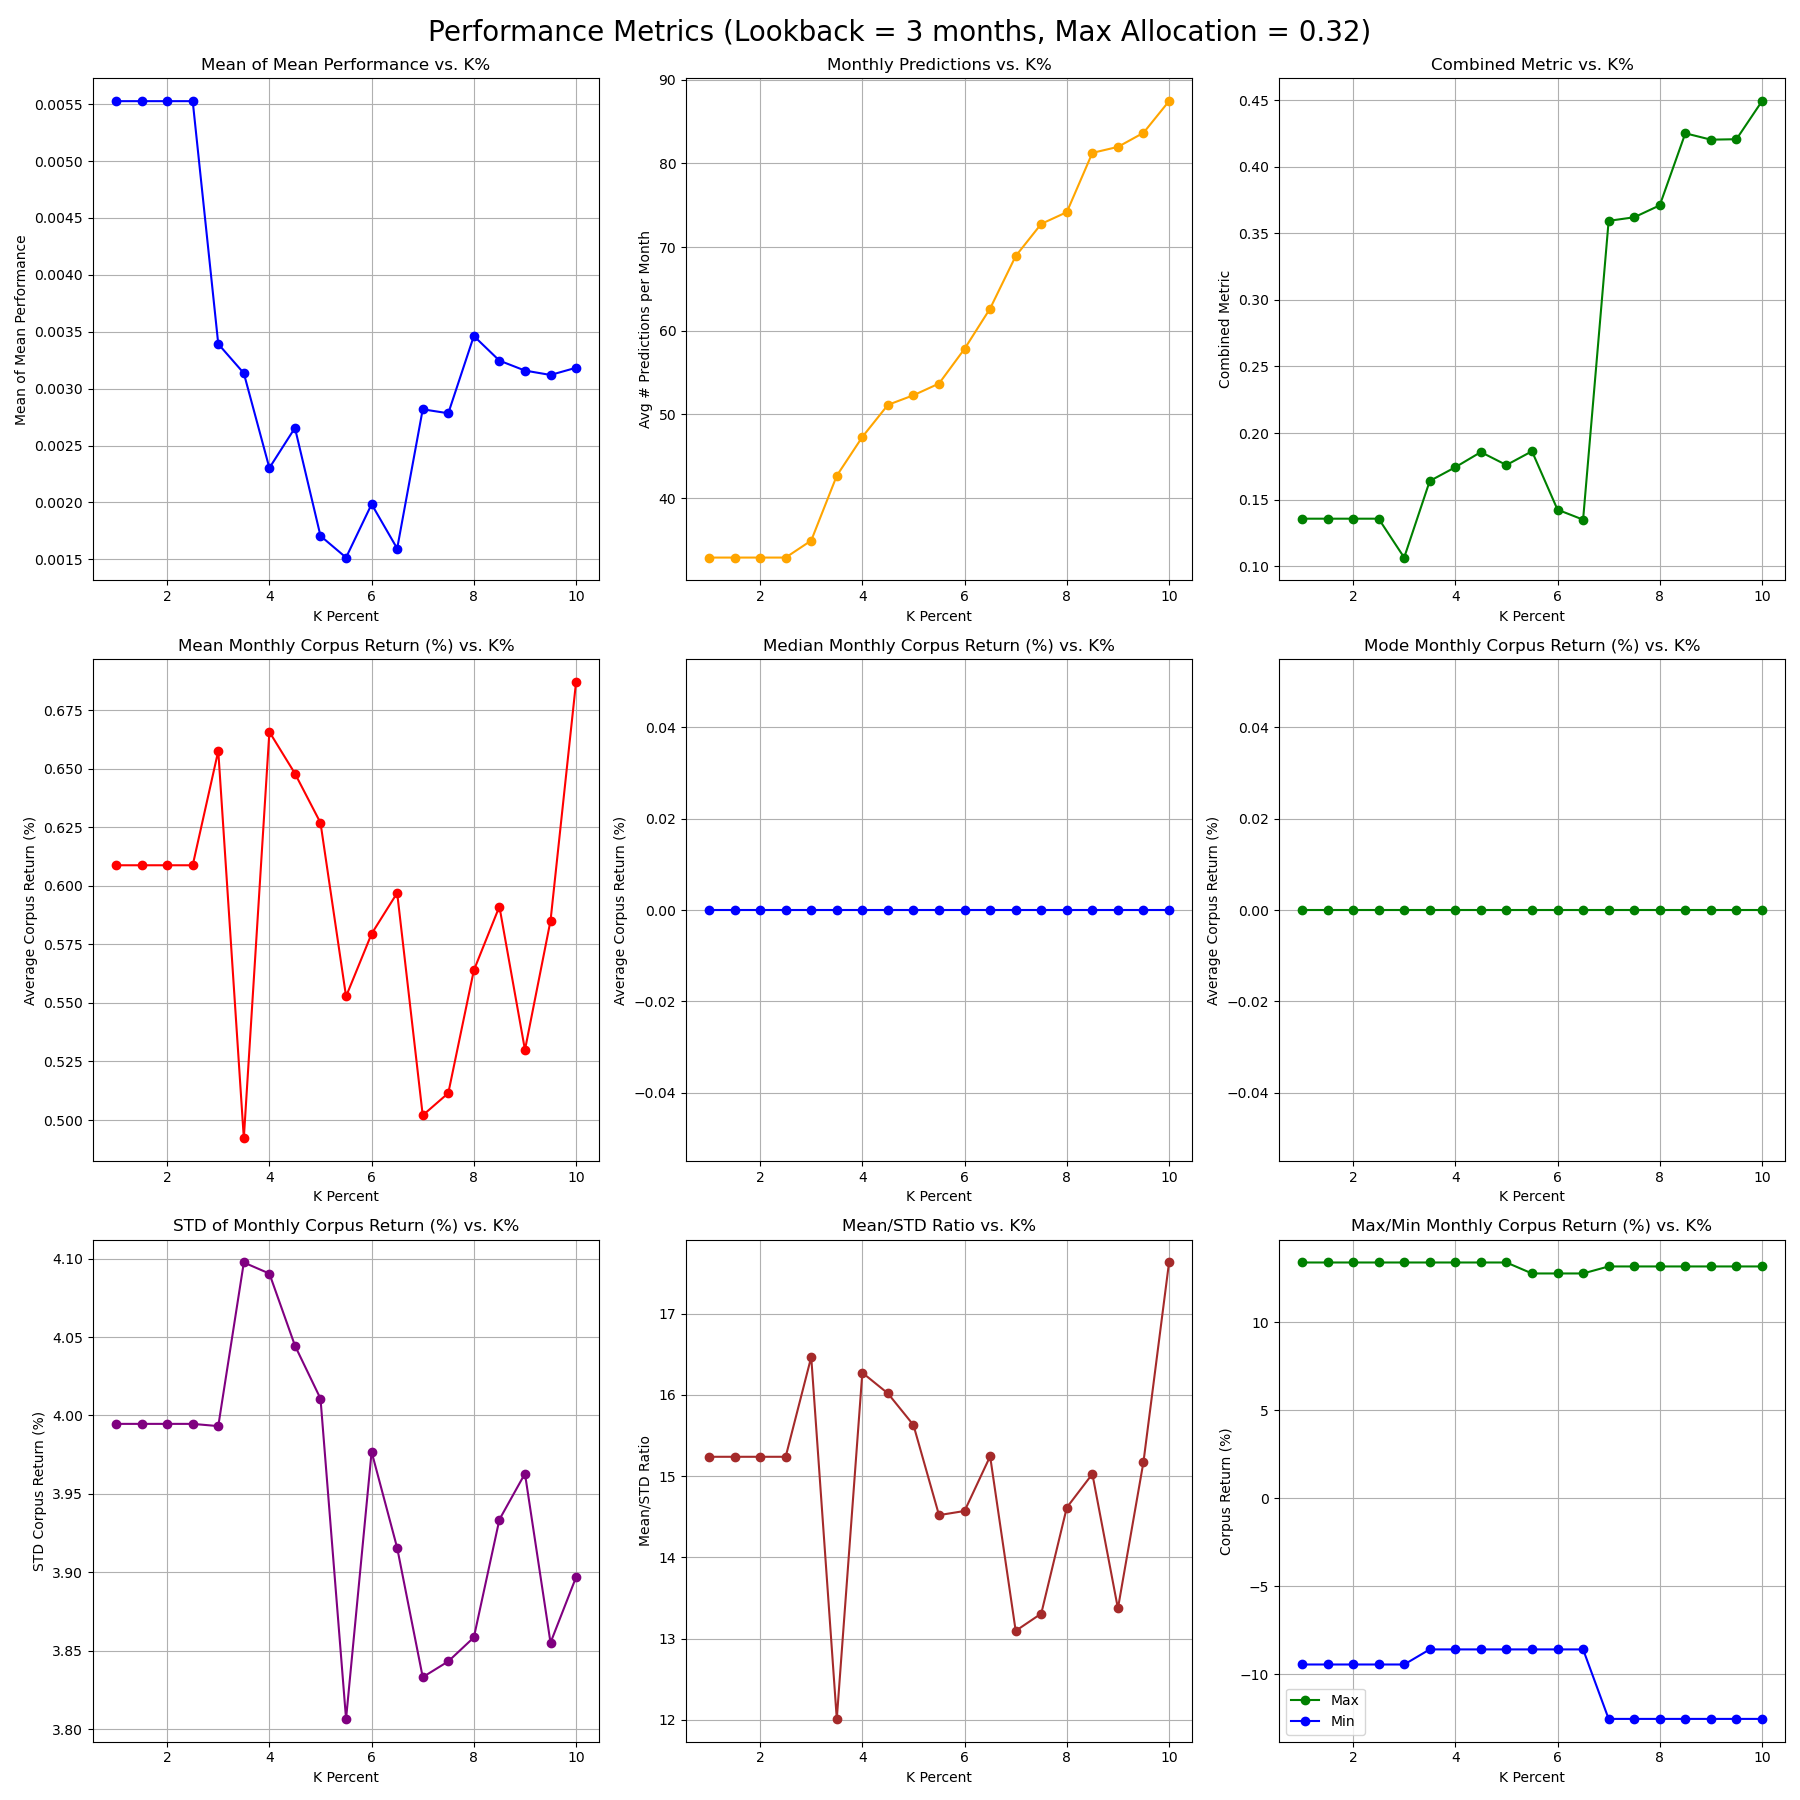 Performance Metrics (Lookback = 3 months, Max Allocation = 0.32)
Mean of Mean Performance vs. K%
Mean of Mean Performance
0.0055
0.0050
0.0045
0.0040
0.0035
0.0030
0.0025
0.0020
0.0015
2 4 6 8 10
K Percent
Monthly Predictions vs. K%
Avg # Predictions per Month
90
80
70
60
50
40
2 4 6 8 10
K Percent
Combined Metric vs. K%
Combined Metric
0.45
0.40
0.35
0.30
0.25
0.20
0.15
0.10
2 4 6 8 10
K Percent
Mean Monthly Corpus Return (%) vs. K%
Average Corpus Return (%)
0.675
0.650
0.625
0.600
0.575
0.550
0.525
0.500
2 4 6 8 10
K Percent
Median Monthly Corpus Return (%) vs. K%
Average Corpus Return (%)
0.04
0.02
0.00
−0.02
−0.04
2 4 6 8 10
K Percent
Mode Monthly Corpus Return (%) vs. K%
Average Corpus Return (%)
0.04
0.02
0.00
−0.02
−0.04
2 4 6 8 10
K Percent
STD of Monthly Corpus Return (%) vs. K%
STD Corpus Return (%)
4.10
4.05
4.00
3.95
3.90
3.85
3.80
2 4 6 8 10
K Percent
Mean/STD Ratio vs. K%
Mean/STD Ratio
17
16
15
14
13
12
2 4 6 8 10
K Percent
Max/Min Monthly Corpus Return (%) vs. K%
Corpus Return (%)
10
5
0
−5
−10
Max
Min
2 4 6 8 10
K Percent